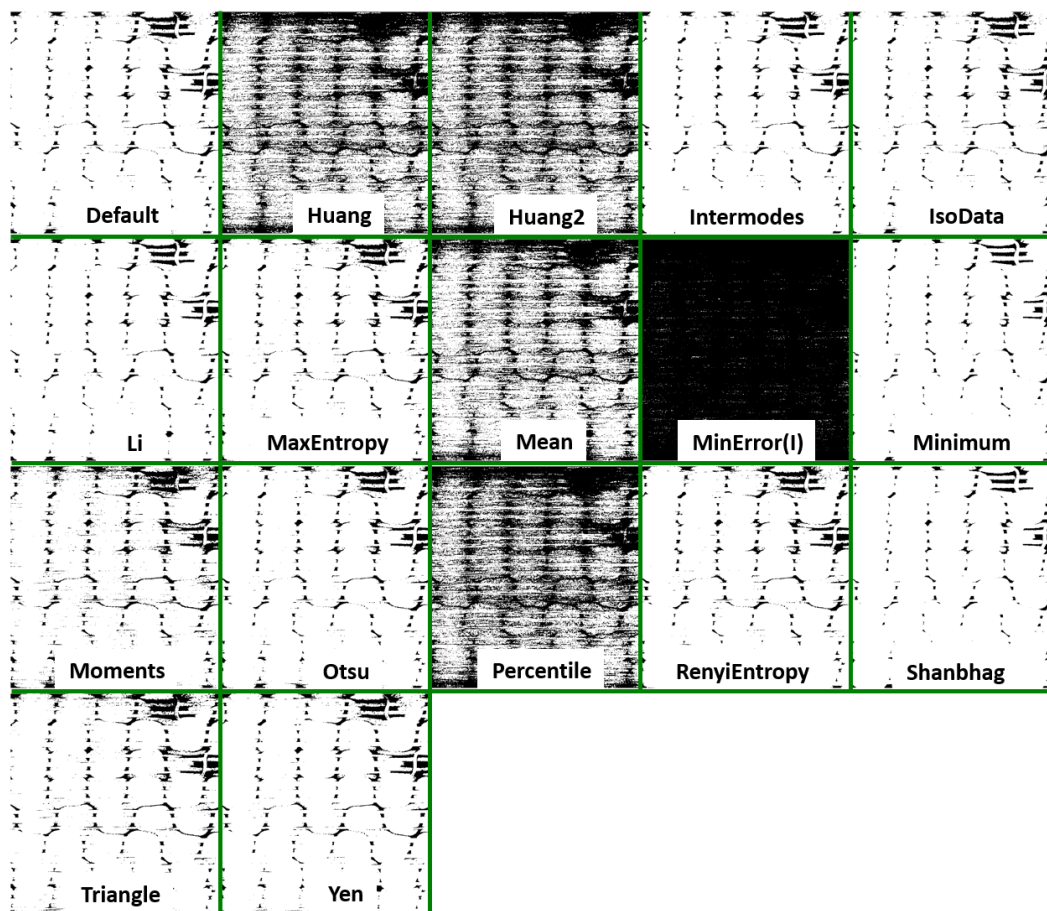 Default
Huang
Huang2
Intermodes
IsoData
Li
MaxEntropy
Mean
MinError(I)
Minimum
Moments
Otsu
Percentile
RenyiEntropy
Shanbhag
Triangle
Yen